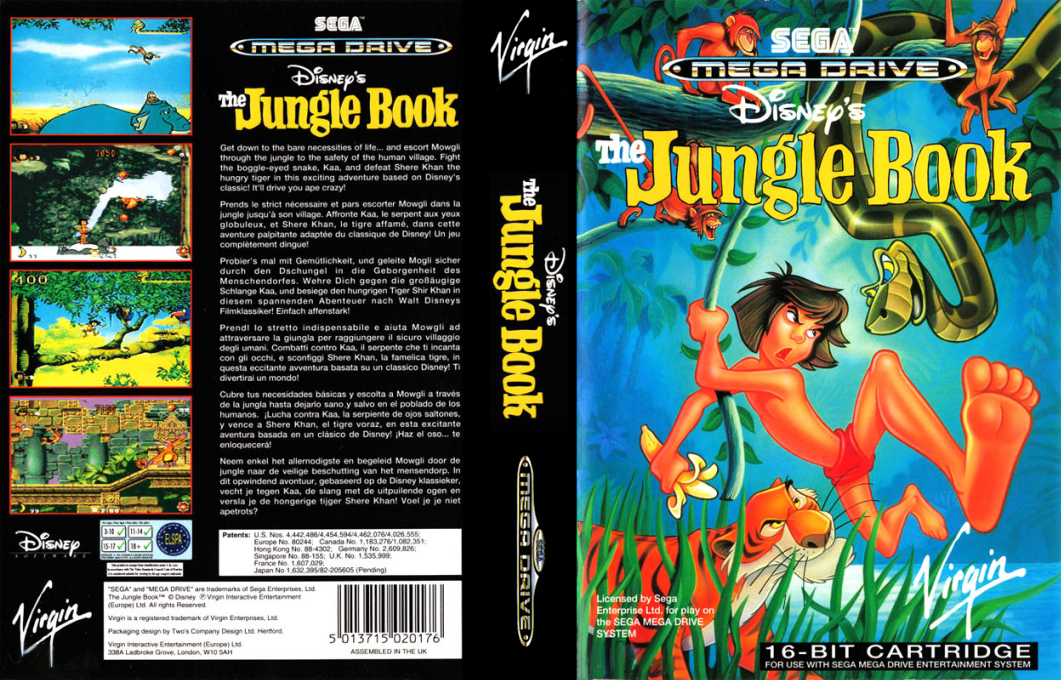 SEGA™
MEGA DRIVE
Disney's
The Jungle Book
Get down to the bare necessities of life... and escort Mowgli
through the jungle to the safety of the human village. Fight
the boggle-eyed snake, Kaa, and defeat Shere Khan the
hungry tiger in this exciting adventure based on Disney's
classic! It'll drive you ape crazy!
Prends le strict nécessaire et pars escorter Mowgli dans la
jungle jusqu'à son village. Affronte Kaa, le serpent aux yeux
globuleux, et Shere Khan, le tigre affamé, dans cette
aventure palpitante adaptée du classique de Disney! Un jeu
complètement dingue!
Probier's mal mit Gemütlichkeit, und geleite Mogli sicher
durch den Dschungel in die Geborgenheit des
Menschendorfes. Wehre Dich gegen die großäugige
Schlange Kaa, und besiege den hungrigen Tiger Shir Khan in
diesem spannenden Abenteuer nach Walt Disneys
Filmklassiker! Einfach affenstark!
Prendi lo stretto indispensabile e aiuta Mowgli ad
attraversare la giungla per raggiungere il sicuro villaggio
degli umani. Combatti contro Kaa, il serpente che ti incanta
con gli occhi, e sconfiggi Shere Khan, la famelica tigre, in
questa eccitante avventura basata su un classico Disney! Ti
divertirai un mondo!
Cubre tus necesidades básicas y escolta a Mowgli a través
de la jungla hasta dejarlo sano y salvo en el poblado de los
humanos. ¡Lucha contra Kaa, la serpiente de ojos saltones,
y vence a Shere Khan, el tigre voraz, en esta excitante
aventura basada en un clásico de Disney! ¡Haz el oso... te
enloquecerá!
Neem enkel het allernodigste en begeleid Mowgli door de
jungle naar de veilige beschutting van het mensendorp. In
dit opwindend avontuur, gebaseerd op de Disney klassieker,
vecht je tegen Kaa, de slang met de uitpuilende ogen en
versla je de hongerige tijger Shere Khan! Voel je je niet
apetrots?
7650
400
Disney
software
3-10
11-14
15-17
18+
ELSPA
Patents: U.S. Nos. 4,442,486/4,454,594/4,462,076/4,026,555;
Europe No. 80244; Canada No. 1,183,276/1,082,351;
Hong Kong No. 88-4302; Germany No. 2,609,826;
Singapore No. 88-155; U.K. No. 1,535,999;
France No. 1,607,029;
Japan No 1,632,395/82-205605 (Pending)
Virgin
"SEGA" and "MEGA DRIVE" are trademarks of Sega Enterprises, Ltd.
The Jungle Book™ © Disney ℗ Virgin Interactive Entertainment
(Europe) Ltd. All rights Reserved.
Virgin is a registered trademark of Virgin Enterprises, Ltd.
Packaging design by Two's Company Design Ltd. Hertford.
Virgin Interactive Entertainment (Europe) Ltd.
338A Ladbroke Grove, London, W10 5AH
5 013715 020176
ASSEMBLED IN THE UK
Virgin
Disney's
The Jungle Book
SEGA
MEGA DRIVE
SEGA™
MEGA DRIVE
Disney's
The Jungle Book
Licensed by Sega
Enterprise Ltd. for play on
the SEGA MEGA DRIVE
SYSTEM
Virgin
16-BIT CARTRIDGE
FOR USE WITH SEGA MEGA DRIVE ENTERTAINMENT SYSTEM